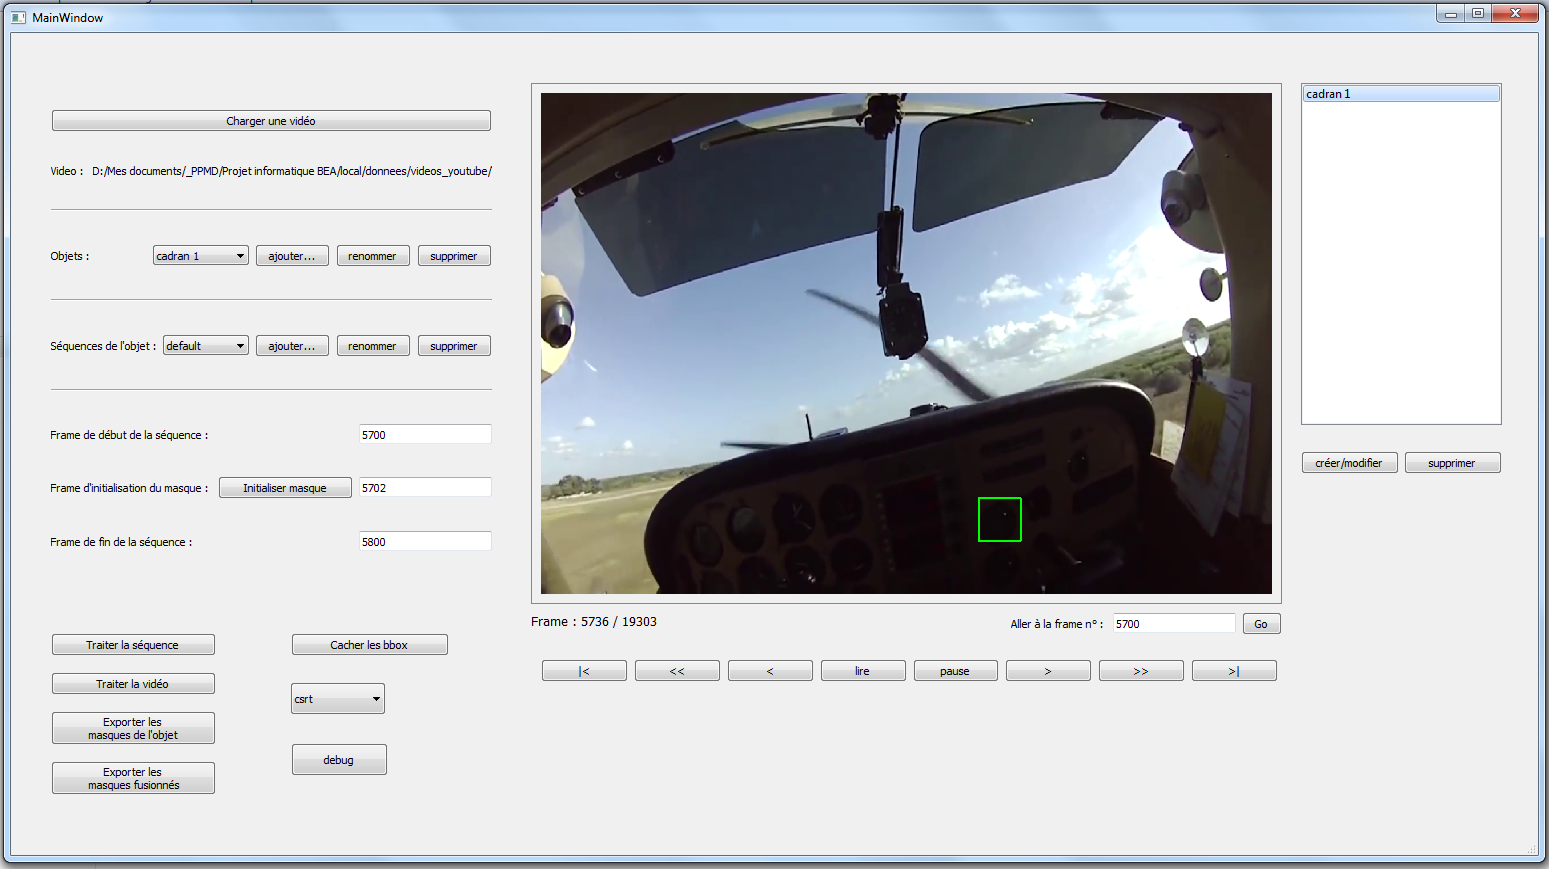 MainWindow
Charger une vidéo
Video : D:/Mes documents/_PPMD/Projet informatique BEA/local/donnees/videos_youtube/
Objets : cadran 1 ajouter... renommer supprimer
Séquences de l'objet : default ajouter... renommer supprimer
Frame de début de la séquence : 5700
Frame d'initialisation du masque : Initialiser masque 5702
Frame de fin de la séquence : 5800
Traiter la séquence
Traiter la vidéo
Exporter les
masques de l'objet
Exporter les
masques fusionnés
Cacher les bbox
csrt
debug
Frame : 5736 / 19303
Aller à la frame n° : 5700 Go
|< << < lire pause > >> >|
cadran 1
créer/modifier supprimer